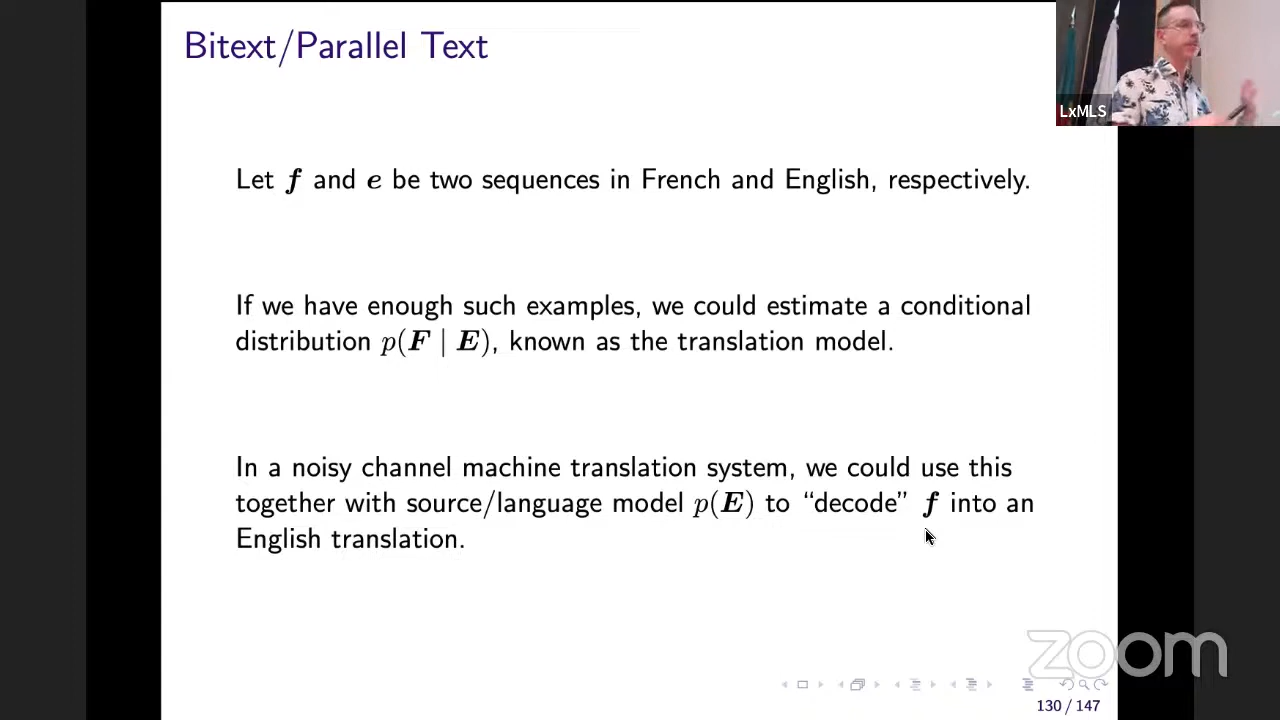 Bitext/Parallel Text
LxMLS
Let f and e be two sequences in French and English, respectively.
If we have enough such examples, we could estimate a conditional
distribution p(F | E), known as the translation model.
In a noisy channel machine translation system, we could use this
together with source/language model p(E) to “decode” f into an
English translation.
zoom
130 / 147